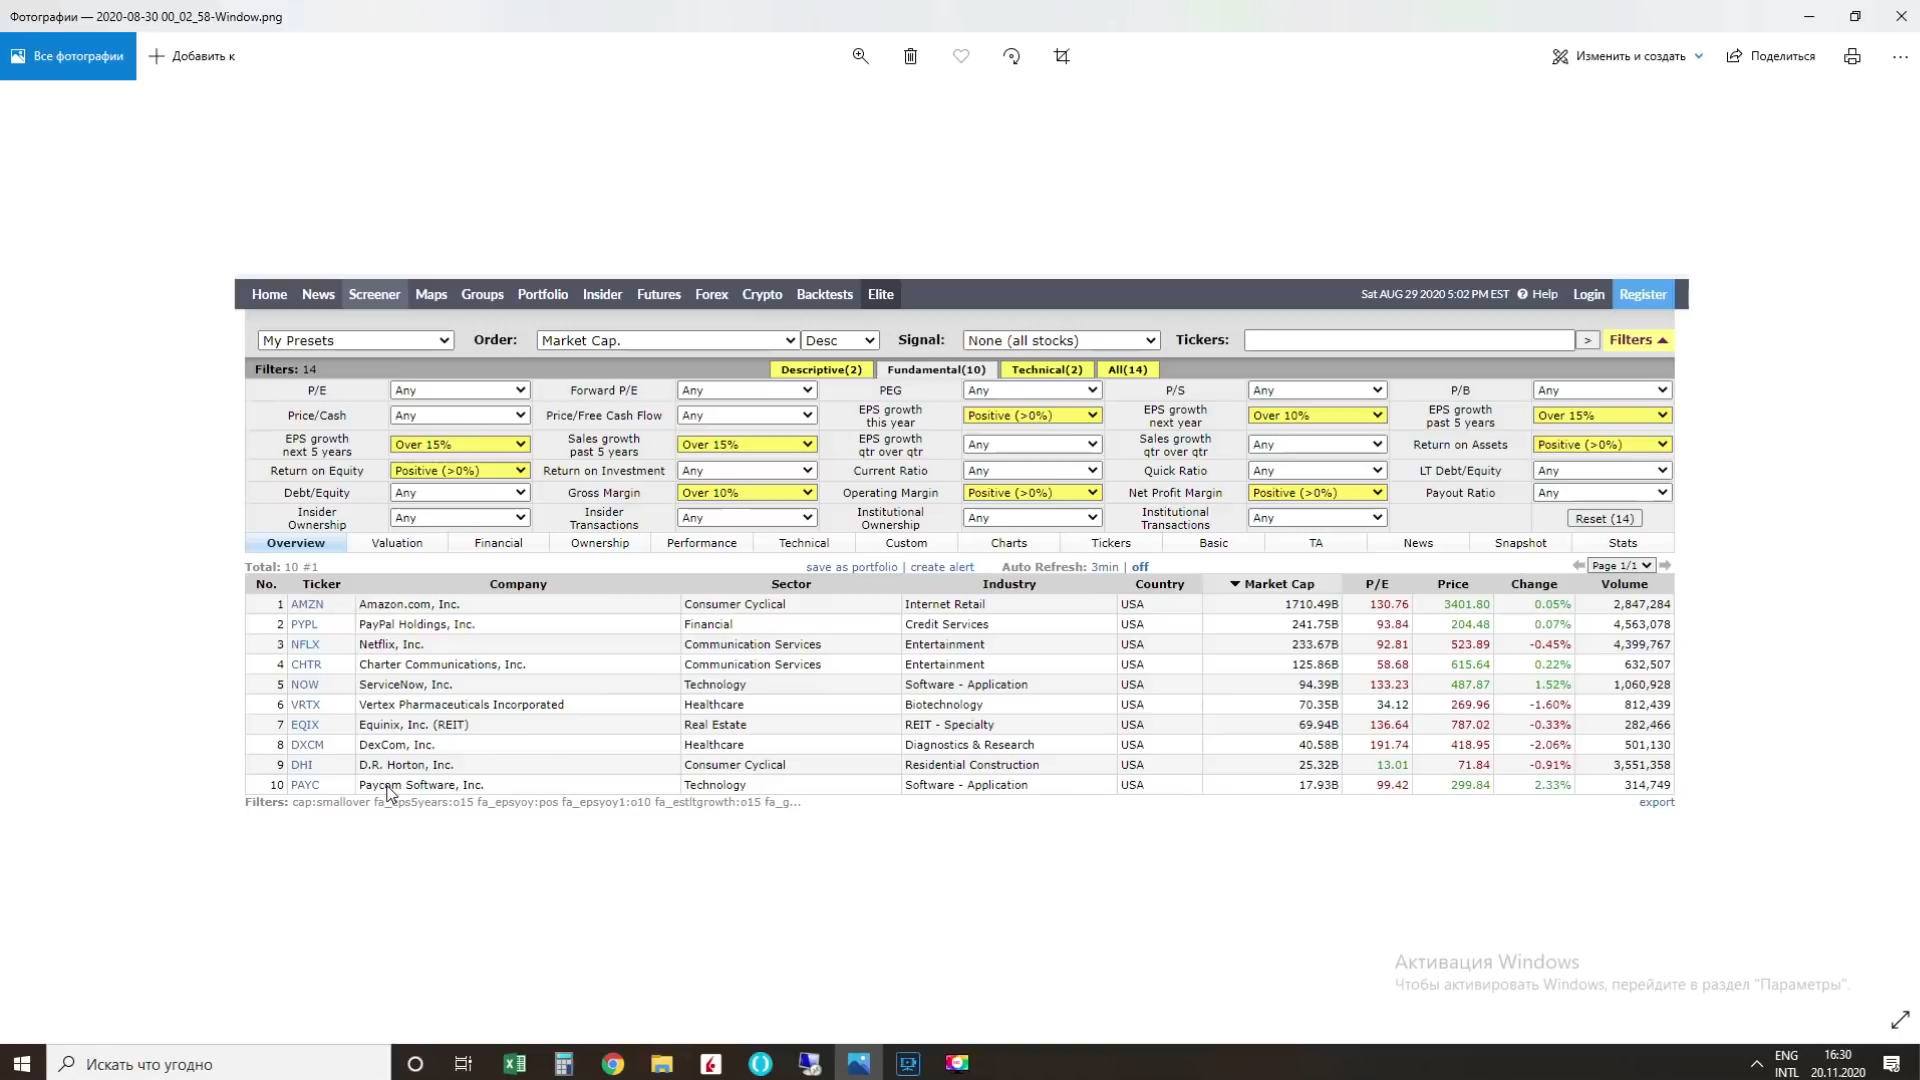 Фотографии — 2020-08-30 00_02_58-Window.png
Все фотографии Добавить к Изменить и создать Поделиться
Home News Screener Maps Groups Portfolio Insider Futures Forex Crypto Backtests Elite Sat AUG 29 2020 5:02 PM EST Help Login Register
My Presets Order: Market Cap. Desc Signal: None (all stocks) Tickers: > Filters
Filters: 14 Descriptive(2) Fundamental(10) Technical(2) All(14)
P/E Any Forward P/E Any PEG Any P/S Any P/B Any
Price/Cash Any Price/Free Cash Flow Any EPS growth this year Positive (>0%) EPS growth next year Over 10% EPS growth past 5 years Over 15%
EPS growth next 5 years Over 15% Sales growth past 5 years Over 15% EPS growth qtr over qtr Any Sales growth qtr over qtr Any Return on Assets Positive (>0%)
Return on Equity Positive (>0%) Return on Investment Any Current Ratio Any Quick Ratio Any LT Debt/Equity Any
Debt/Equity Any Gross Margin Over 10% Operating Margin Positive (>0%) Net Profit Margin Positive (>0%) Payout Ratio Any
Insider Ownership Any Insider Transactions Any Institutional Ownership Any Institutional Transactions Any Reset (14)
Overview Valuation Financial Ownership Performance Technical Custom Charts Tickers Basic TA News Snapshot Stats
Total: 10 #1 save as portfolio | create alert Auto Refresh: 3min | off Page 1/1
No. Ticker Company Sector Industry Country Market Cap P/E Price Change Volume
1 AMZN Amazon.com, Inc. Consumer Cyclical Internet Retail USA 1710.49B 130.76 3401.80 0.05% 2,847,284
2 PYPL PayPal Holdings, Inc. Financial Credit Services USA 241.75B 93.84 204.48 0.07% 4,563,078
3 NFLX Netflix, Inc. Communication Services Entertainment USA 233.67B 92.81 523.89 -0.45% 4,399,767
4 CHTR Charter Communications, Inc. Communication Services Entertainment USA 125.86B 58.68 615.64 0.22% 632,507
5 NOW ServiceNow, Inc. Technology Software - Application USA 94.39B 133.23 487.87 1.52% 1,060,928
6 VRTX Vertex Pharmaceuticals Incorporated Healthcare Biotechnology USA 70.35B 34.12 269.96 -1.60% 812,439
7 EQIX Equinix, Inc. (REIT) Real Estate REIT - Specialty USA 69.94B 136.64 787.02 -0.33% 282,466
8 DXCM DexCom, Inc. Healthcare Diagnostics & Research USA 40.58B 191.74 418.95 -2.06% 501,130
9 DHI D.R. Horton, Inc. Consumer Cyclical Residential Construction USA 25.32B 13.01 71.84 -0.91% 3,551,358
10 PAYC Paycom Software, Inc. Technology Software - Application USA 17.93B 99.42 299.84 2.33% 314,749
Filters: cap:smallover fa_eps5years:o15 fa_epsyoy:pos fa_epsyoy1:o10 fa_estltgrowth:o15 fa_g... export
Активация Windows
Чтобы активировать Windows, перейдите в раздел "Параметры".
Искать что угодно
ENG 16:30
INTL 20.11.2020